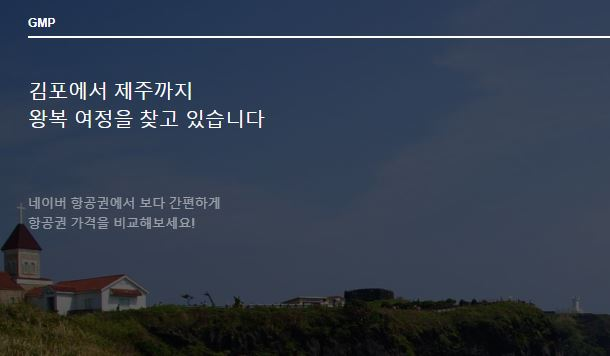 GMP
김포에서 제주까지
왕복 여정을 찾고 있습니다
네이버 항공권에서 보다 간편하게
항공권 가격을 비교해보세요!